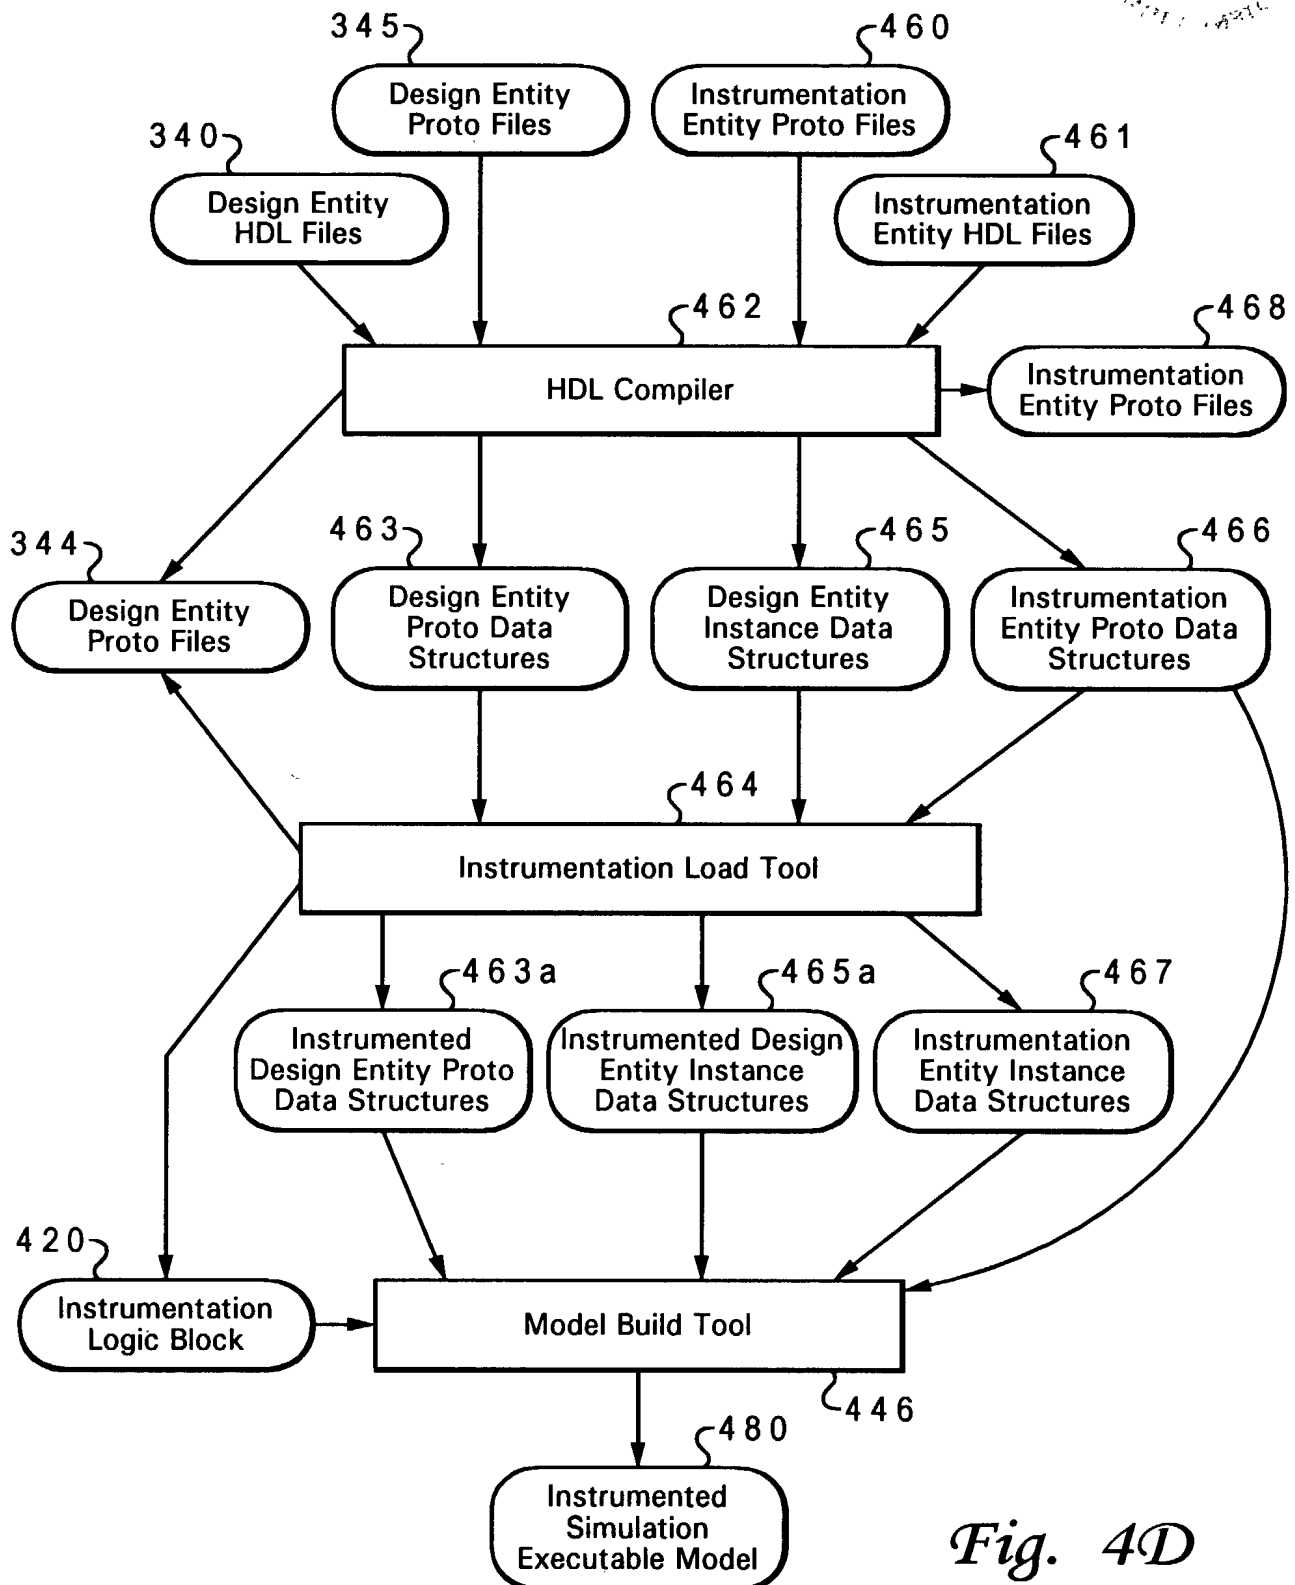 345
460
Design Entity
Proto Files
Instrumentation
Entity Proto Files
340
461
Design Entity
HDL Files
Instrumentation
Entity HDL Files
462
468
HDL Compiler
Instrumentation
Entity Proto Files
344
463
465
466
Design Entity
Proto Files
Design Entity
Proto Data
Structures
Design Entity
Instance Data
Structures
Instrumentation
Entity Proto Data
Structures
464
Instrumentation Load Tool
463a
465a
467
Instrumented
Design Entity Proto
Data Structures
Instrumented Design
Entity Instance
Data Structures
Instrumentation
Entity Instance
Data Structures
420
Instrumentation
Logic Block
Model Build Tool
446
480
Instrumented
Simulation
Executable Model
Fig. 4D